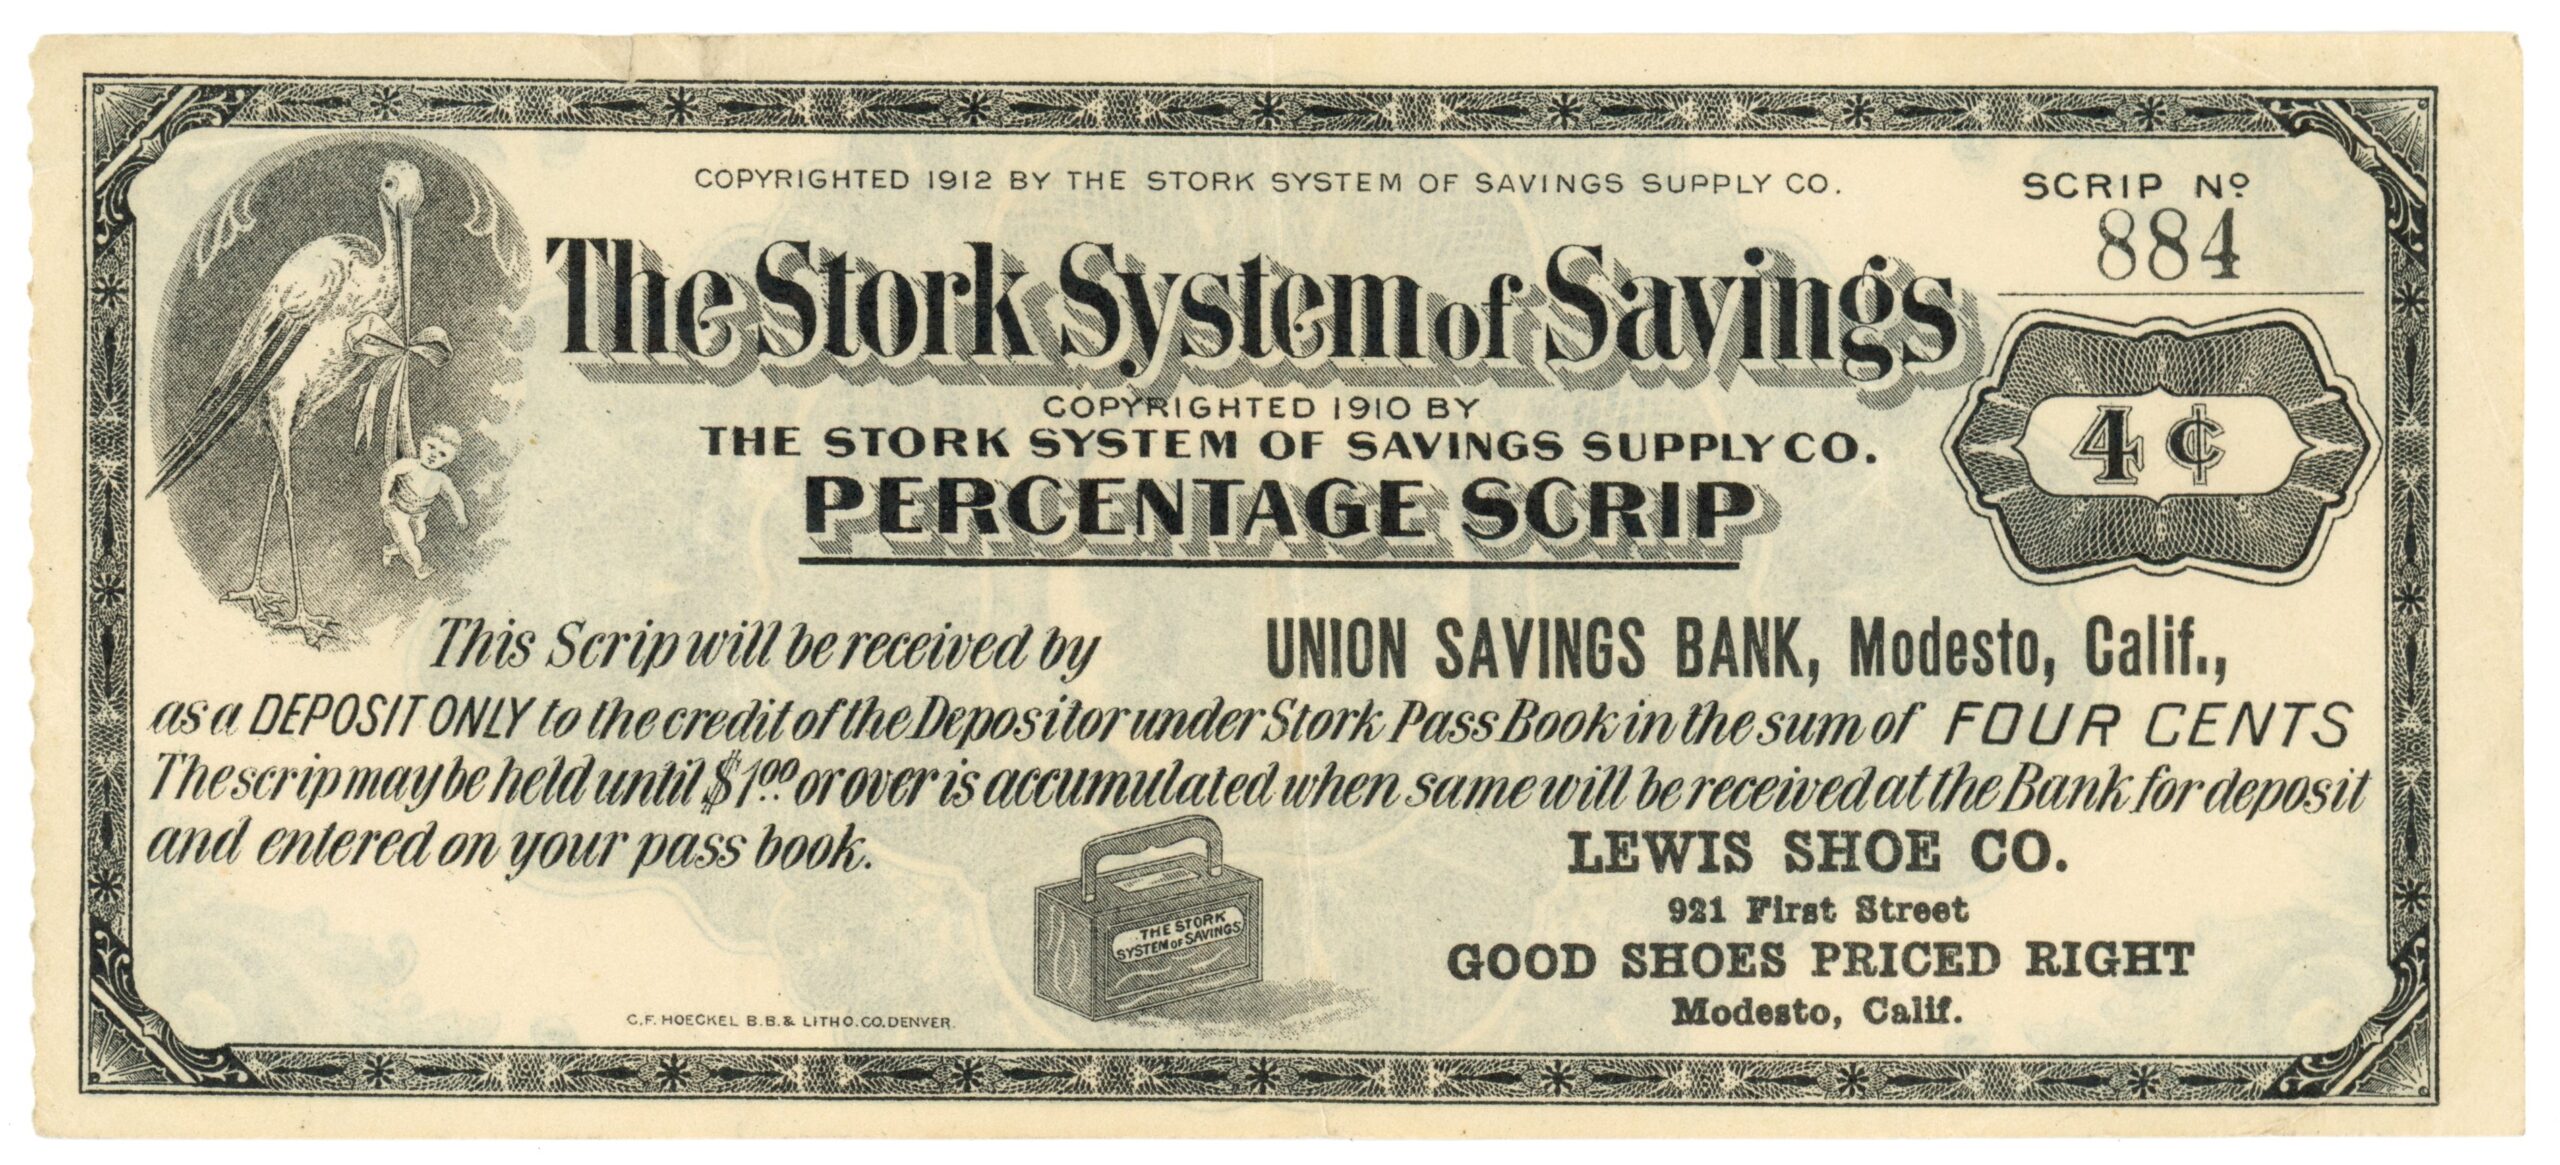 COPYRIGHTED 1912 BY THE STORK SYSTEM OF SAVINGS SUPPLY CO.
SCRIP Nº
884
The Stork System of Savings
COPYRIGHTED 1910 BY
THE STORK SYSTEM OF SAVINGS SUPPLY CO.
PERCENTAGE SCRIP
4¢
This Scrip will be received by UNION SAVINGS BANK, Modesto, Calif.,
as a DEPOSIT ONLY to the credit of the Depositor under Stork Pass Book in the sum of FOUR CENTS
The scrip may be held until $1.00 or over is accumulated when same will be received at the Bank for deposit
and entered on your pass book.
THE STORK
SYSTEM OF SAVINGS
LEWIS SHOE CO.
921 First Street
GOOD SHOES PRICED RIGHT
Modesto, Calif.
C.F. HOECKEL B.B. & LITHO. CO. DENVER.